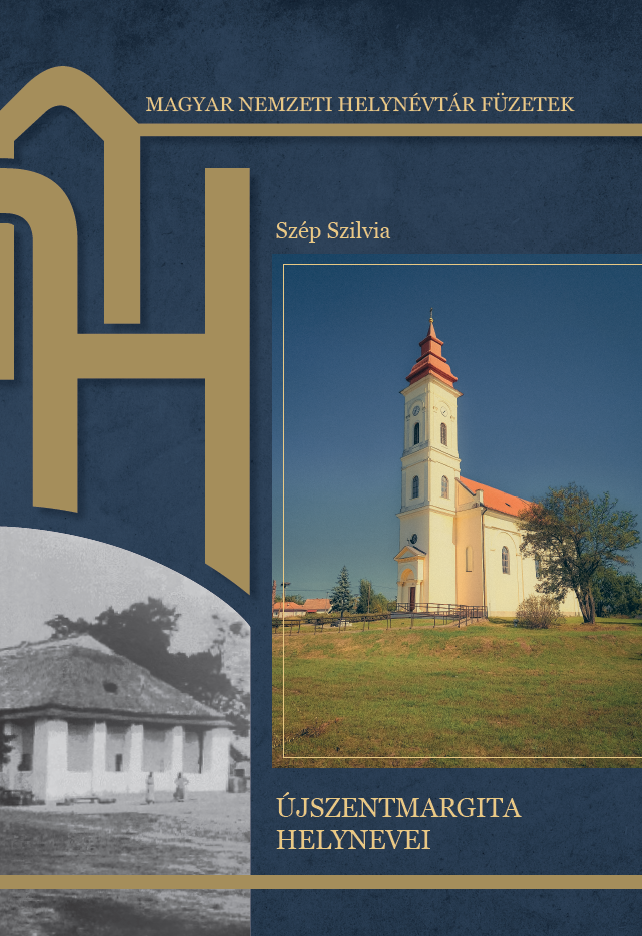 MAGYAR NEMZETI HELYNÉVTÁR FÜZETEK
Szép Szilvia
ÚJSZENTMARGITA
HELYNEVEI